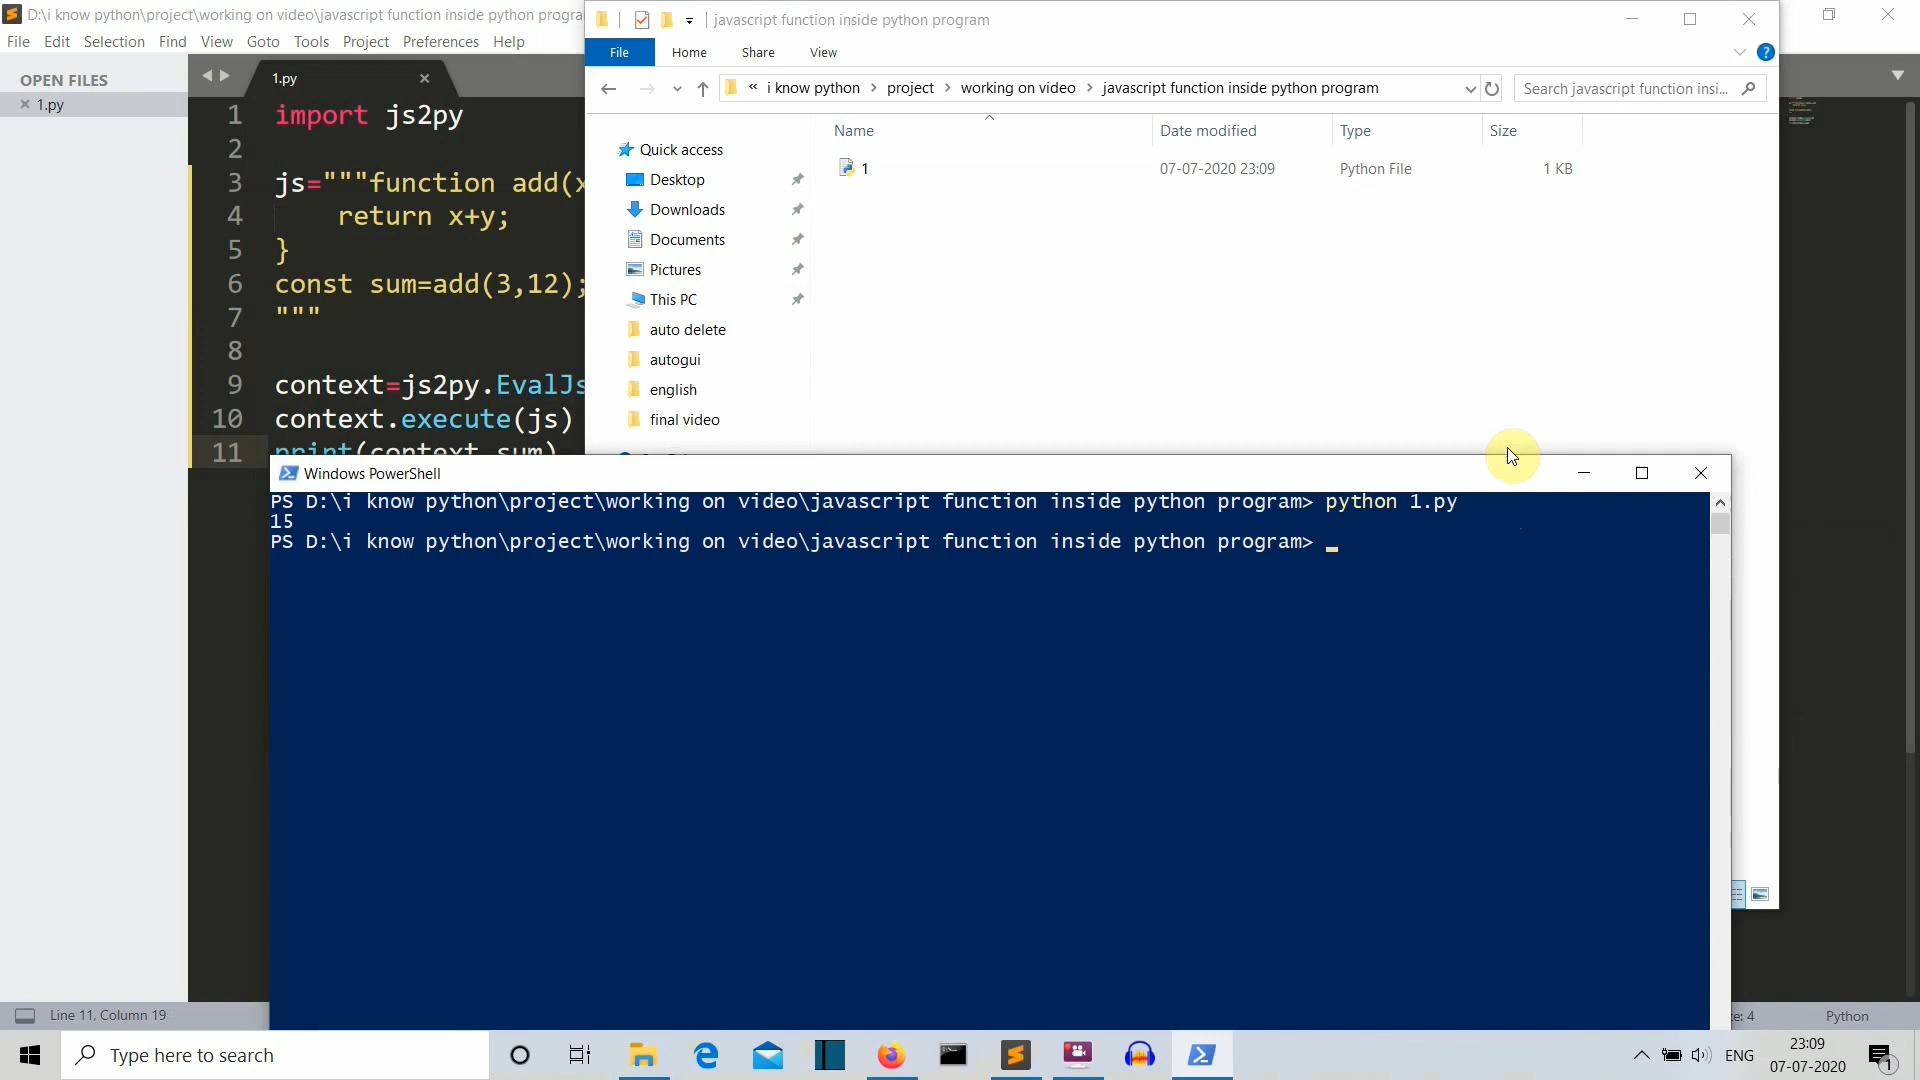 D:\i know python\project\working on video\javascript function inside python progra
File Edit Selection Find View Goto Tools Project Preferences Help
OPEN FILES
1.py
1.py
1 import js2py
2
3 js="""function add(x
4 return x+y;
5 }
6 const sum=add(3,12);
7 """
8
9 context=js2py.EvalJs
10 context.execute(js)
11 print(context.sum)
Line 11, Column 19
Python
javascript function inside python program
File Home Share View
« i know python > project > working on video > javascript function inside python program
Search javascript function insi...
Name Date modified Type Size
1 07-07-2020 23:09 Python File 1 KB
Quick access
Desktop
Downloads
Documents
Pictures
This PC
auto delete
autogui
english
final video
Windows PowerShell
PS D:\i know python\project\working on video\javascript function inside python program> python 1.py
15
PS D:\i know python\project\working on video\javascript function inside python program> _
Type here to search
ENG
23:09
07-07-2020
1